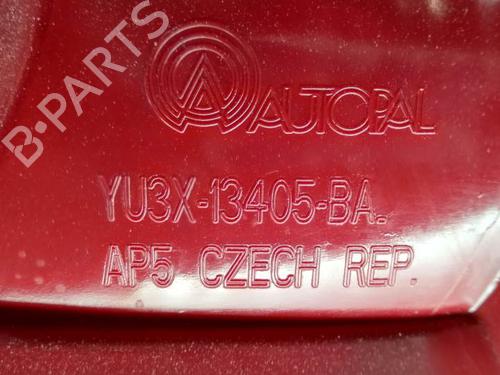 B-PARTS
AUTOPAL
YU3X-13405-BA.
AP5 CZECH REP.